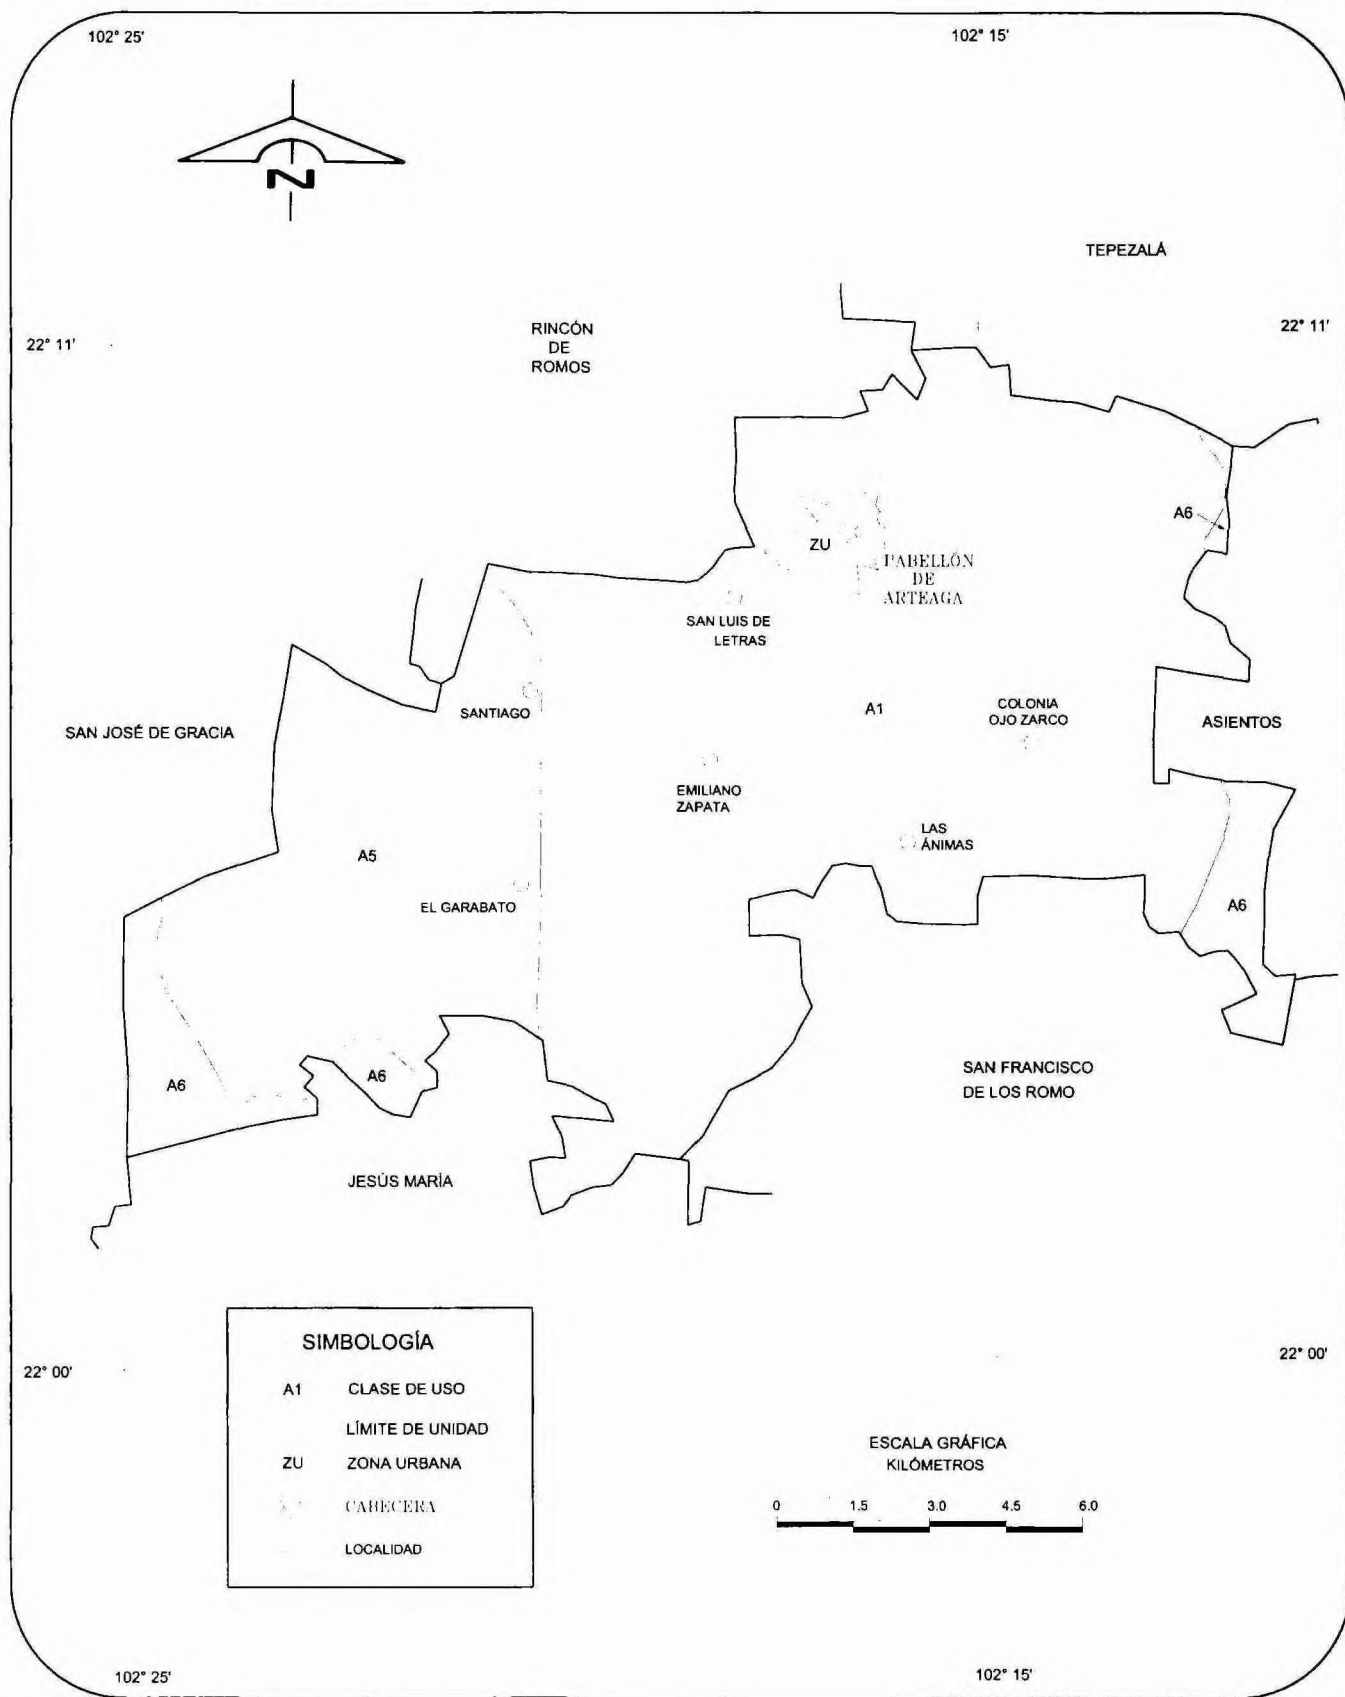 102° 25'
102° 15'
N
TEPEZALÁ
RINCÓN
DE
ROMOS
22° 11'
22° 11'
A6
ZU
PABELLÓN
DE
ARTEAGA
SAN LUIS DE
LETRAS
SANTIAGO
A1
COLONIA
OJO ZARCO
ASIENTOS
SAN JOSÉ DE GRACIA
EMILIANO
ZAPATA
LAS
ÁNIMAS
A5
EL GARABATO
A6
A6
A6
SAN FRANCISCO
DE LOS ROMO
JESÚS MARÍA
SIMBOLOGÍA
A1 CLASE DE USO
LÍMITE DE UNIDAD
ZU ZONA URBANA
CABECERA
LOCALIDAD
22° 00'
22° 00'
ESCALA GRÁFICA
KILÓMETROS
0 1.5 3.0 4.5 6.0
102° 25'
102° 15'